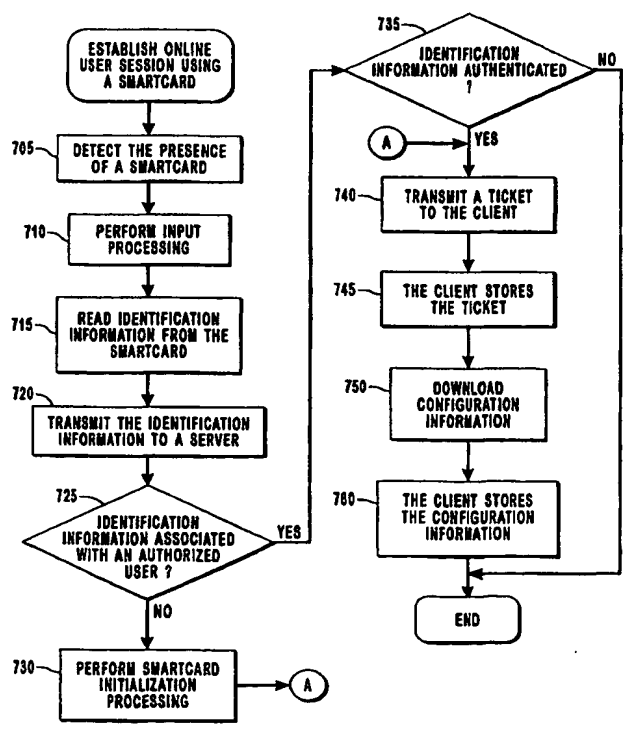 ESTABLISH ONLINE
USER SESSION USING
A SMARTCARD
705
DETECT THE PRESENCE
OF A SMARTCARD
710
PERFORM INPUT
PROCESSING
715
READ IDENTIFICATION
INFORMATION FROM THE
SMARTCARD
720
TRANSMIT THE IDENTIFICATION
INFORMATION TO A SERVER
725
IDENTIFICATION
INFORMATION ASSOCIATED
WITH AN AUTHORIZED
USER ?
YES
NO
730
PERFORM SMARTCARD
INITIALIZATION
PROCESSING
A
735
IDENTIFICATION
INFORMATION AUTHENTICATED
?
NO
YES
A
740
TRANSMIT A TICKET
TO THE CLIENT
745
THE CLIENT STORES
THE TICKET
750
DOWNLOAD
CONFIGURATION
INFORMATION
760
THE CLIENT STORES
THE CONFIGURATION
INFORMATION
END